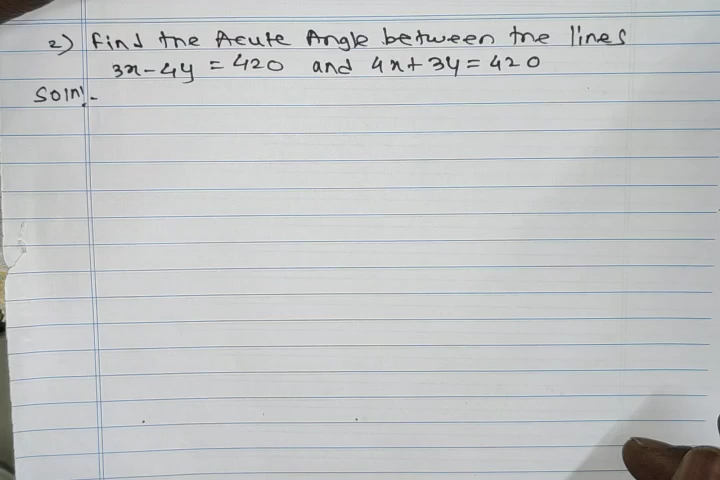 2) Find the Acute Angle between the lines
3x-4y = 420 and 4x+3y = 420
Soln:-